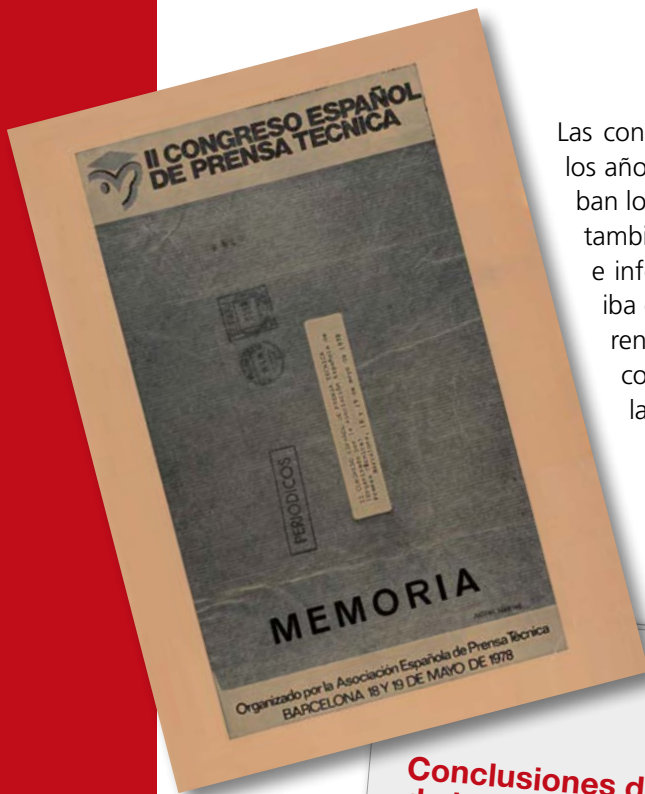 II CONGRESO ESPAÑOL
DE PRENSA TECNICA
PERIODICOS
MEMORIA
Organizado por la Asociación Española de Prensa Técnica
BARCELONA 18 Y 19 DE MAYO DE 1978
Las con
los año
ban lo
tambi
e inf
iba
ren
co
la
Conclusiones d